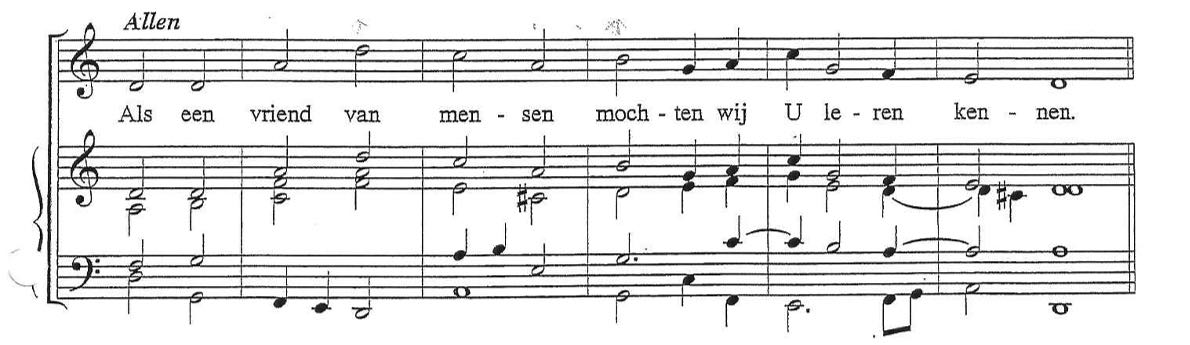 Allen
Als een vriend van men - sen moch - ten wij U le - ren ken - nen.